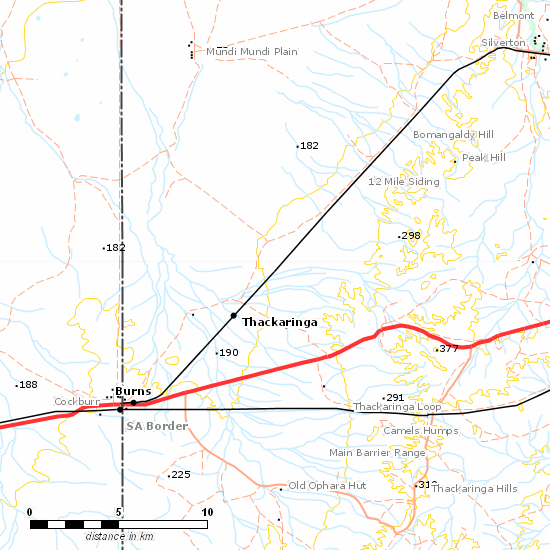 Belmont
Silverton
Mundi Mundi Plain
Bomangaldy Hill
182
Peak Hill
12 Mile Siding
298
182
Thackaringa
190
377
188
Burns
291
Cockburn
Thackaringa Loop
SA Border
Camels Humps
Main Barrier Range
225
Old Ophara Hut
Thackaringa Hills
0 5 10
distance in km